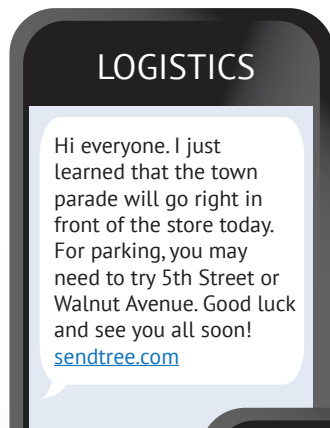 LOGISTICS
Hi everyone. I just
learned that the town
parade will go right in
front of the store today.
For parking, you may
need to try 5th Street or
Walnut Avenue. Good luck
and see you all soon!
sendtree.com